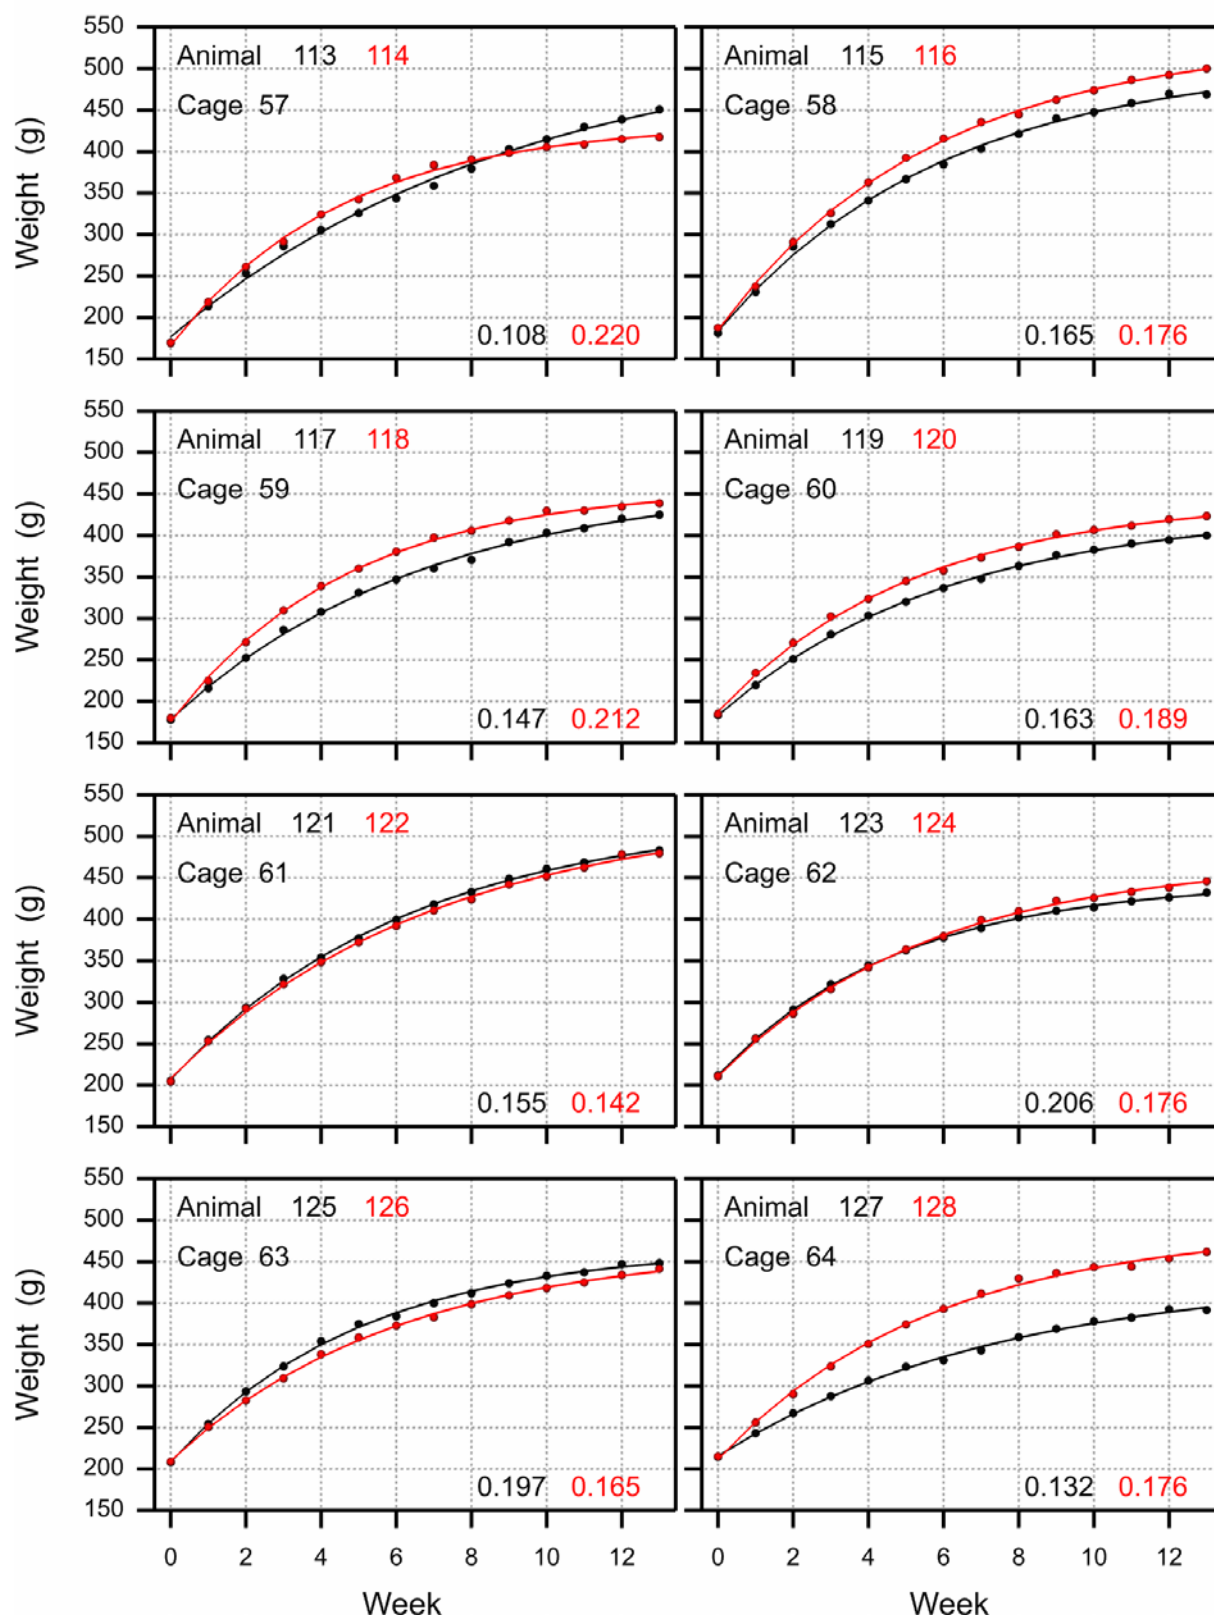 550
500
450
400
350
300
250
200
150
Weight (g)
Animal 113 114
Cage 57
0.108 0.220
Animal 115 116
Cage 58
0.165 0.176
550
500
450
400
350
300
250
200
150
Weight (g)
Animal 117 118
Cage 59
0.147 0.212
Animal 119 120
Cage 60
0.163 0.189
550
500
450
400
350
300
250
200
150
Weight (g)
Animal 121 122
Cage 61
0.155 0.142
Animal 123 124
Cage 62
0.206 0.176
550
500
450
400
350
300
250
200
150
Weight (g)
Animal 125 126
Cage 63
0.197 0.165
Animal 127 128
Cage 64
0.132 0.176
0 2 4 6 8 10 12
0 2 4 6 8 10 12
Week
Week